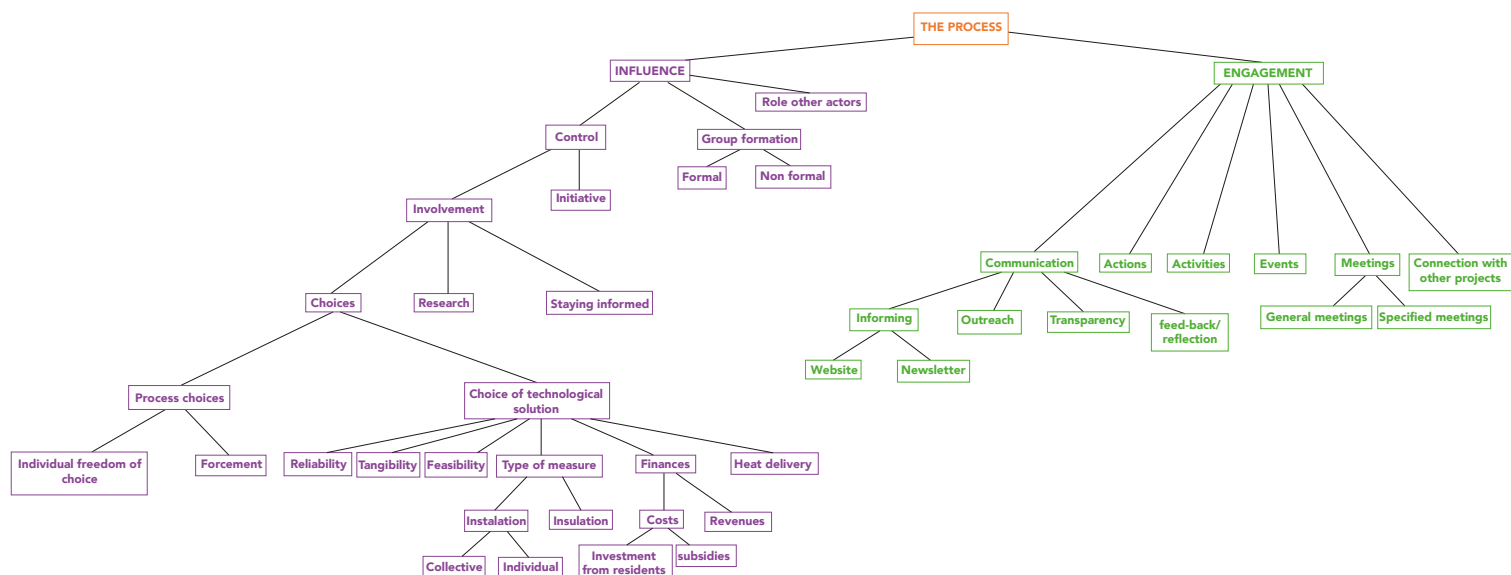 THE PROCESS
INFLUENCE
ENGAGEMENT
Role other actors
Control
Group formation
Formal
Non formal
Initiative
Involvement
Communication
Actions
Activities
Events
Meetings
Connection with
other projects
Choices
Research
Staying informed
Informing
Outreach
Transparency
feed-back/
reflection
General meetings
Specified meetings
Website
Newsletter
Process choices
Choice of technological
solution
Individual freedom of
choice
Forcement
Reliability
Tangibility
Feasibility
Type of measure
Finances
Heat delivery
Instalation
Insulation
Costs
Revenues
Collective
Individual
Investment
from residents
subsidies